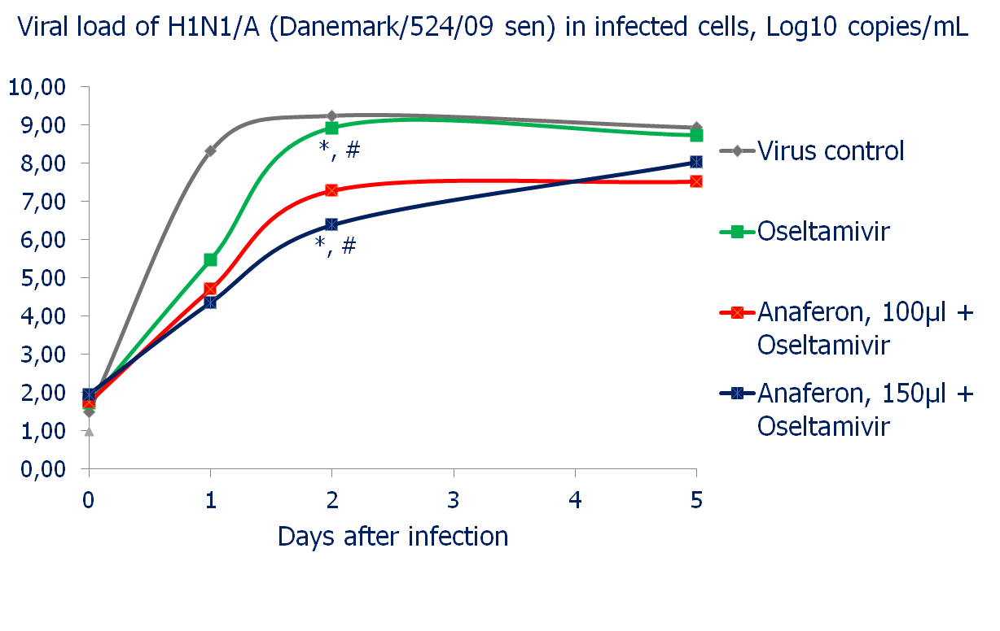 Viral load of H1N1/A (Danemark/524/09 sen) in infected cells, Log10 copies/mL
10,00
9,00
8,00
7,00
6,00
5,00
4,00
3,00
2,00
1,00
0,00
*, #
*, #
0 1 2 3 4 5
Days after infection
Virus control
Oseltamivir
Anaferon, 100µl +
Oseltamivir
Anaferon, 150µl +
Oseltamivir